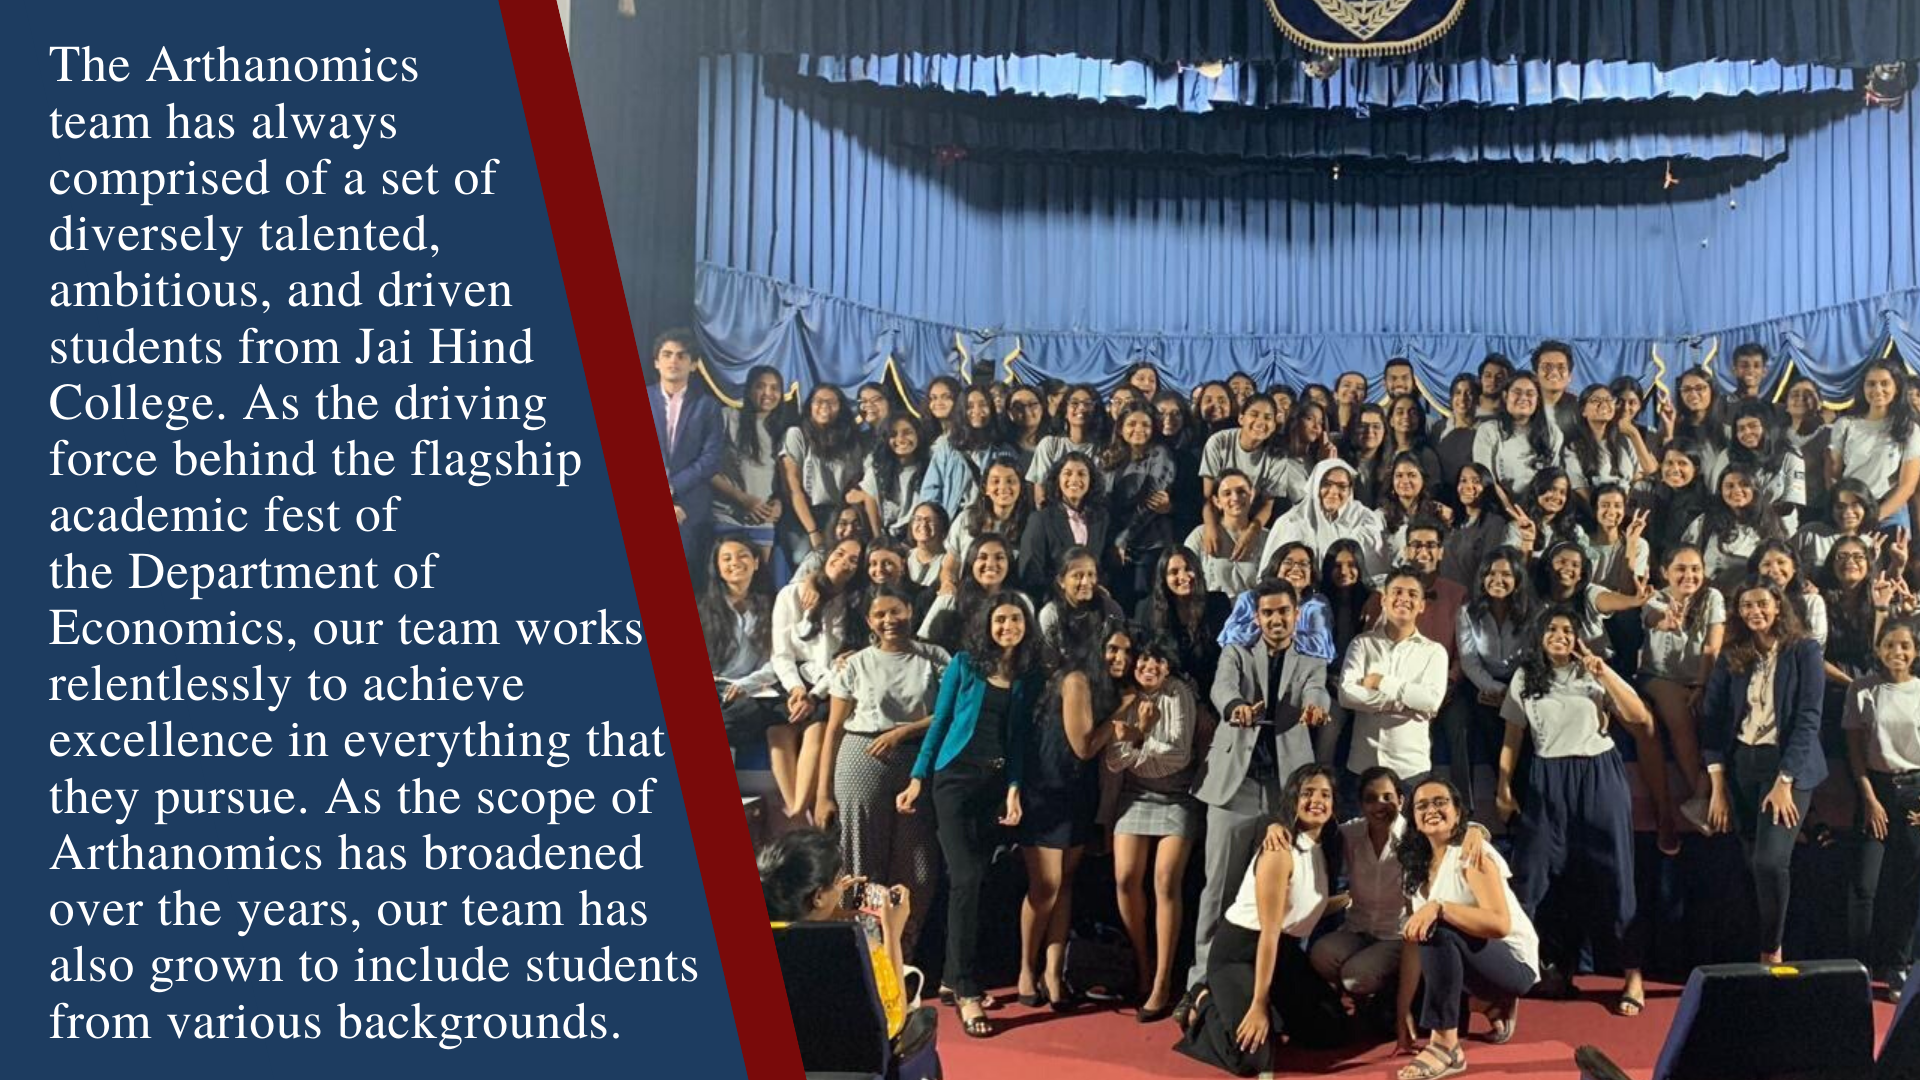 The Arthanomics
team has always
comprised of a set of
diversely talented,
ambitious, and driven
students from Jai Hind
College. As the driving
force behind the flagship
academic fest of
the Department of
Economics, our team works
relentlessly to achieve
excellence in everything that
they pursue. As the scope of
Arthanomics has broadened
over the years, our team has
also grown to include students
from various backgrounds.